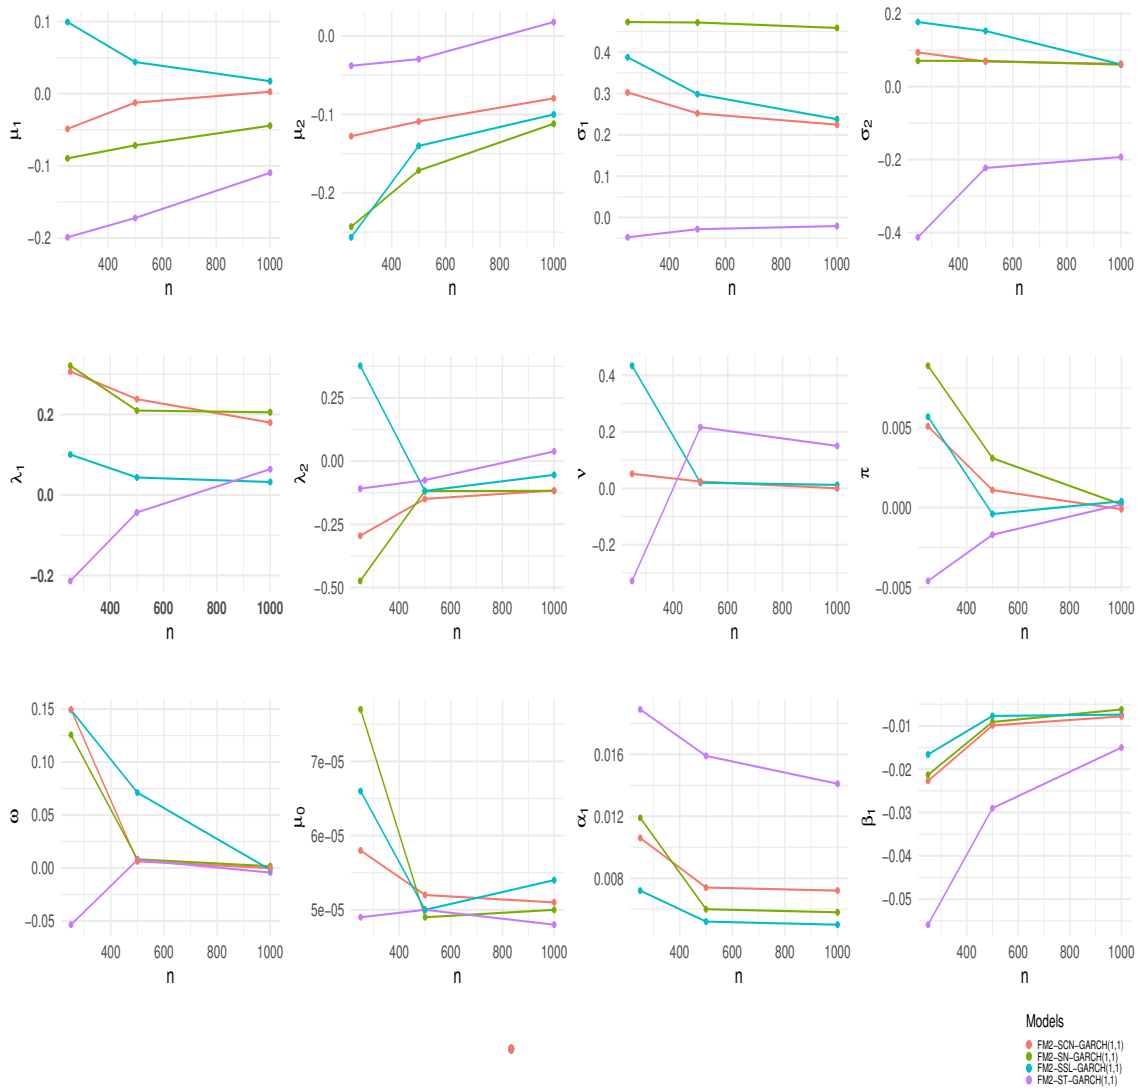 0.1
0.0
−0.1
−0.2
μ1
400 600 800 1000
n
0.0
−0.1
−0.2
μ2
400 600 800 1000
n
0.4
0.3
0.2
0.1
0.0
σ1
400 600 800 1000
n
0.2
0.0
−0.2
−0.4
σ2
400 600 800 1000
n
0.2
0.0
−0.2
λ1
400 600 800 1000
n
0.25
0.00
−0.25
−0.50
λ2
400 600 800 1000
n
0.4
0.2
0.0
−0.2
ν
400 600 800 1000
n
0.005
0.000
−0.005
π
400 600 800 1000
n
0.15
0.10
0.05
0.00
−0.05
ω
400 600 800 1000
n
7e−05
6e−05
5e−05
μ0
400 600 800 1000
n
0.016
0.012
0.008
α1
400 600 800 1000
n
−0.01
−0.02
−0.03
−0.04
−0.05
β1
400 600 800 1000
n
Models
FM2−SCN−GARCH(1,1)
FM2−SN−GARCH(1,1)
FM2−SSL−GARCH(1,1)
FM2−ST−GARCH(1,1)